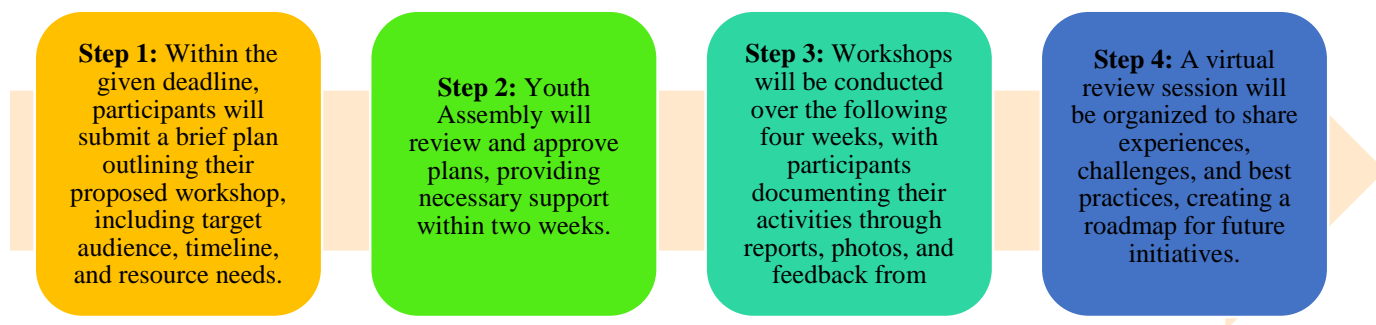 Step 1: Within the
given deadline,
participants will
submit a brief plan
outlining their
proposed workshop,
including target
audience, timeline,
and resource needs.
Step 2: Youth
Assembly will
review and approve
plans, providing
necessary support
within two weeks.
Step 3: Workshops
will be conducted
over the following
four weeks, with
participants
documenting their
activities through
reports, photos, and
feedback from
Step 4: A virtual
review session will
be organized to share
experiences,
challenges, and best
practices, creating a
roadmap for future
initiatives.